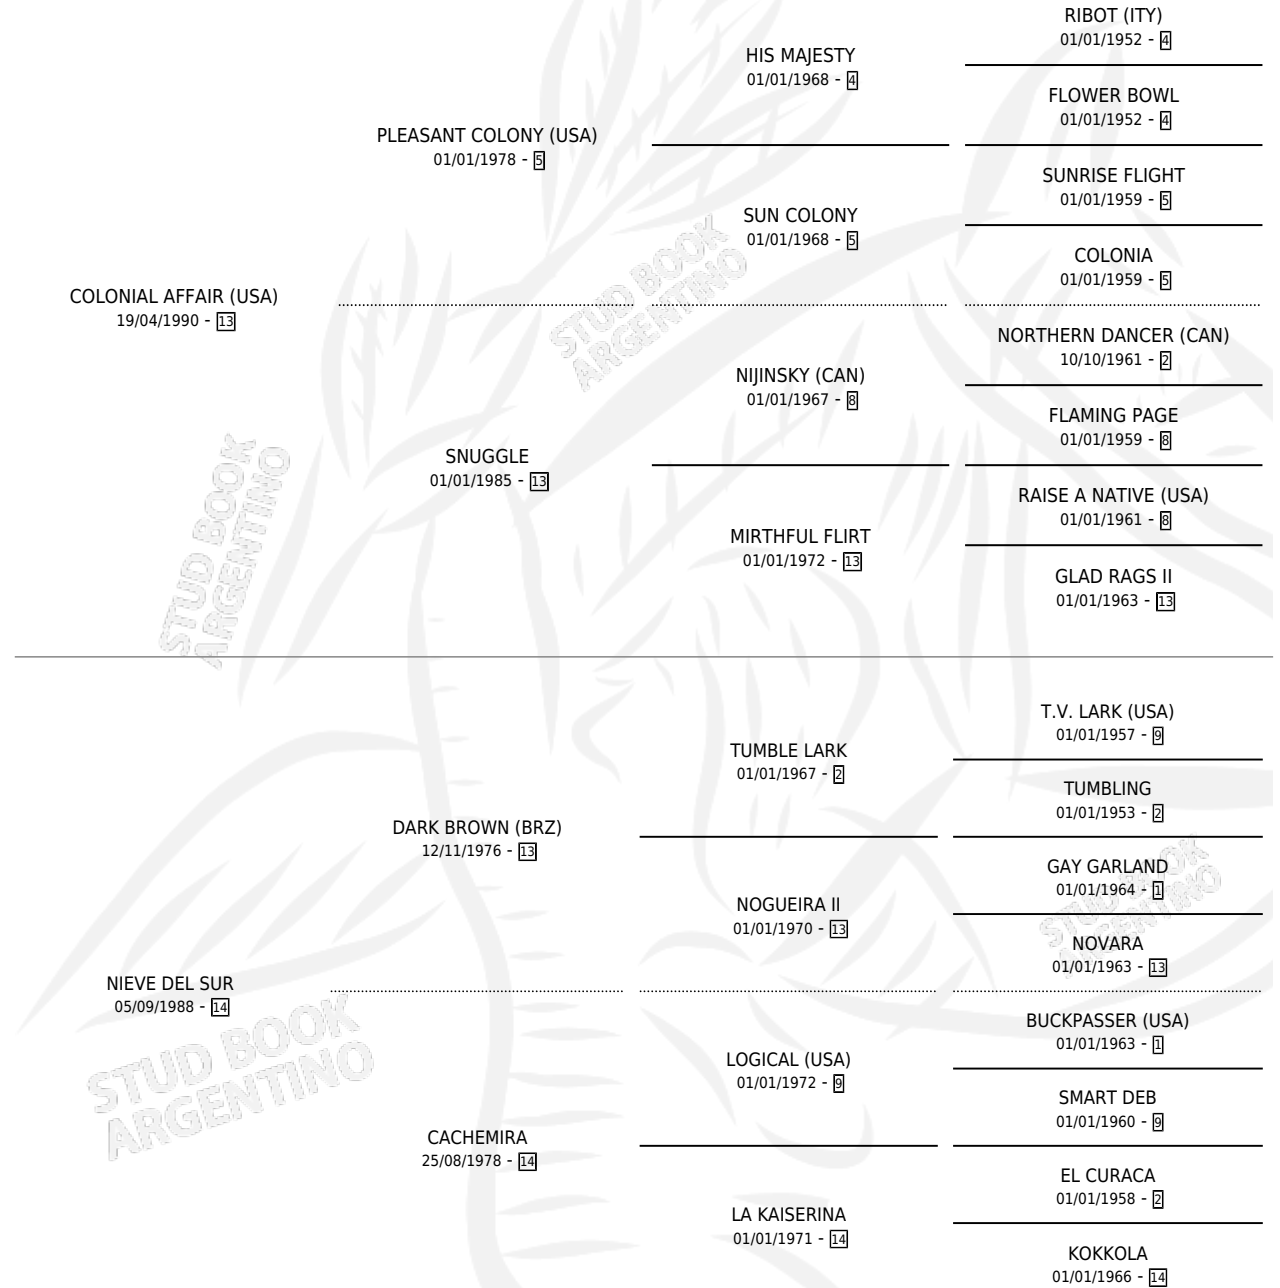 RIBOT (ITY)
01/01/1952 - 4
HIS MAJESTY
01/01/1968 - 4
FLOWER BOWL
01/01/1952 - 4
PLEASANT COLONY (USA)
01/01/1978 - 5
SUNRISE FLIGHT
01/01/1959 - 5
SUN COLONY
01/01/1968 - 5
COLONIA
01/01/1959 - 5
COLONIAL AFFAIR (USA)
19/04/1990 - 13
NORTHERN DANCER (CAN)
10/10/1961 - 2
NIJINSKY (CAN)
01/01/1967 - 8
FLAMING PAGE
01/01/1959 - 8
SNUGGLE
01/01/1985 - 13
RAISE A NATIVE (USA)
01/01/1961 - 8
MIRTHFUL FLIRT
01/01/1972 - 13
GLAD RAGS II
01/01/1963 - 13
STUD BOOK
ARGENTINO
STUD BOOK
ARGENTINO
T.V. LARK (USA)
01/01/1957 - 9
TUMBLE LARK
01/01/1967 - 2
TUMBLING
01/01/1953 - 2
DARK BROWN (BRZ)
12/11/1976 - 13
GAY GARLAND
01/01/1964 - 1
NOGUEIRA II
01/01/1970 - 13
NOVARA
01/01/1963 - 13
STUD BOOK
ARGENTINO
NIEVE DEL SUR
05/09/1988 - 14
BUCKPASSER (USA)
01/01/1963 - 1
LOGICAL (USA)
01/01/1972 - 9
SMART DEB
01/01/1960 - 9
CACHEMIRA
25/08/1978 - 14
EL CURACA
01/01/1958 - 2
LA KAISERINA
01/01/1971 - 14
KOKKOLA
01/01/1966 - 14
STUD BOOK
ARGENTINO